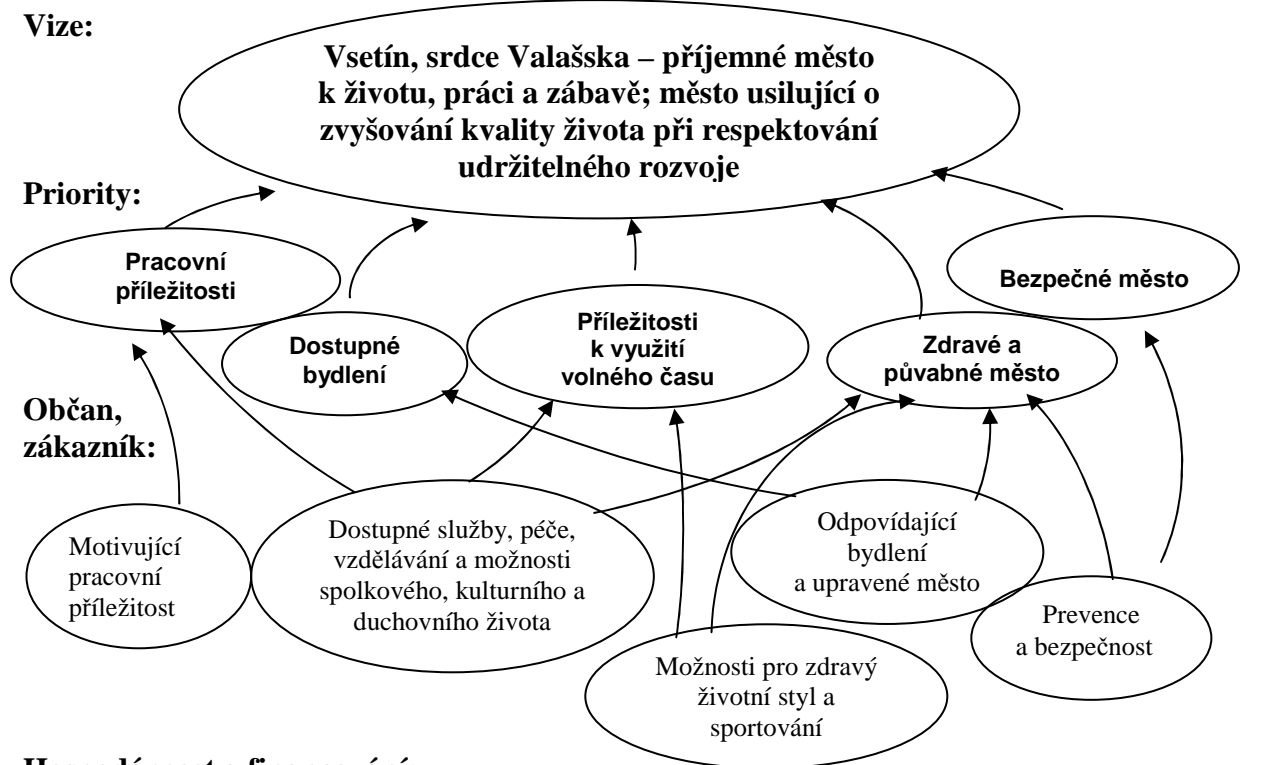 Vize:
Vsetín, srdce Valašska – příjemné město
k životu, práci a zábavě; město usilující o
zvyšování kvality života při respektování
udržitelného rozvoje
Priority:
Pracovní
příležitosti
Dostupné
bydlení
Příležitosti
k využití
volného času
Zdravé a
půvabné město
Bezpečné město
Občan,
zákazník:
Motivující
pracovní
příležitost
Dostupné služby, péče,
vzdělávání a možnosti
spolkového, kulturního a
duchovního života
Možnosti pro zdravý
životní styl a
sportování
Odpovídající
bydlení
a upravené město
Prevence
a bezpečnost